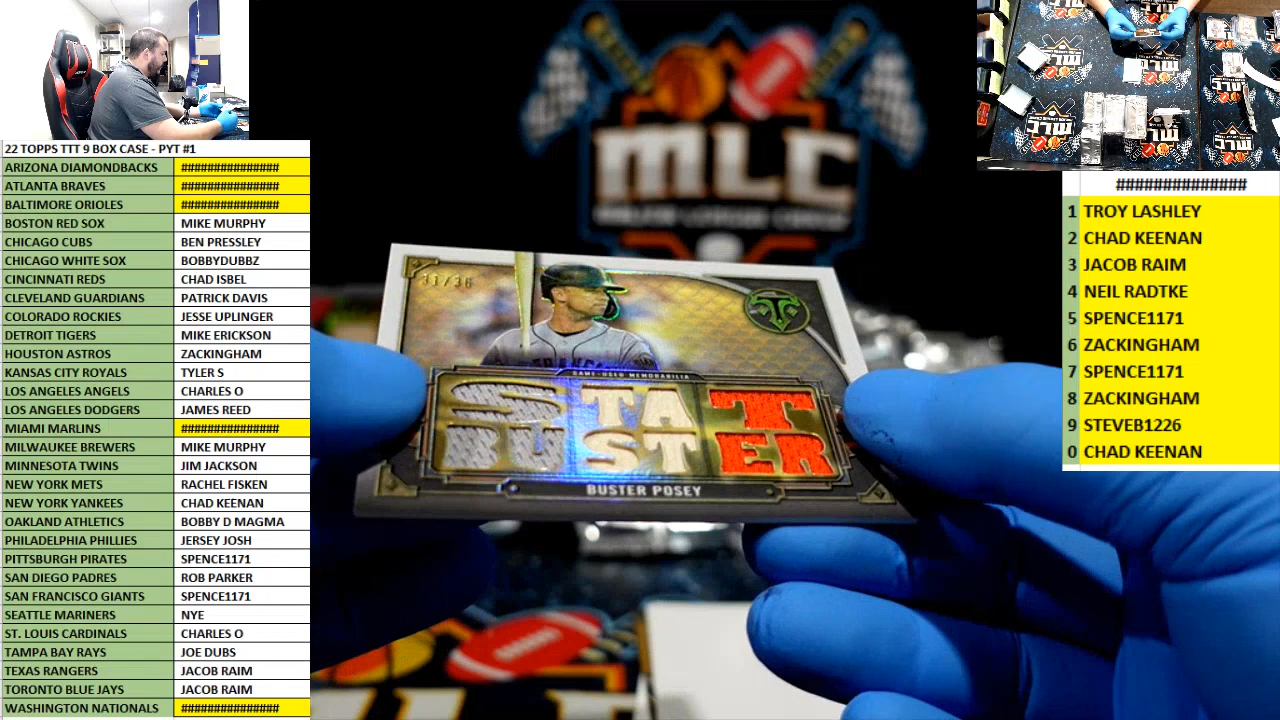 22 TOPPS TTT 9 BOX CASE - PYT #1
ARIZONA DIAMONDBACKS ##############
ATLANTA BRAVES ##############
BALTIMORE ORIOLES ##############
BOSTON RED SOX MIKE MURPHY
CHICAGO CUBS BEN PRESSLEY
CHICAGO WHITE SOX BOBBYDUBBZ
CINCINNATI REDS CHAD ISBEL
CLEVELAND GUARDIANS PATRICK DAVIS
COLORADO ROCKIES JESSE UPLINGER
DETROIT TIGERS MIKE ERICKSON
HOUSTON ASTROS ZACKINGHAM
KANSAS CITY ROYALS TYLER S
LOS ANGELES ANGELS CHARLES O
LOS ANGELES DODGERS JAMES REED
MIAMI MARLINS ##############
MILWAUKEE BREWERS MIKE MURPHY
MINNESOTA TWINS JIM JACKSON
NEW YORK METS RACHEL FISKEN
NEW YORK YANKEES CHAD KEENAN
OAKLAND ATHLETICS BOBBY D MAGMA
PHILADELPHIA PHILLIES JERSEY JOSH
PITTSBURGH PIRATES SPENCE1171
SAN DIEGO PADRES ROB PARKER
SAN FRANCISCO GIANTS SPENCE1171
SEATTLE MARINERS NYE
ST. LOUIS CARDINALS CHARLES O
TAMPA BAY RAYS JOE DUBS
TEXAS RANGERS JACOB RAIM
TORONTO BLUE JAYS JACOB RAIM
WASHINGTON NATIONALS ##############
MLC
31/36
GAME-USED MEMORABILIA
STAT
BUSTER
BUSTER POSEY
##############
1 TROY LASHLEY
2 CHAD KEENAN
3 JACOB RAIM
4 NEIL RADTKE
5 SPENCE1171
6 ZACKINGHAM
7 SPENCE1171
8 ZACKINGHAM
9 STEVEB1226
0 CHAD KEENAN